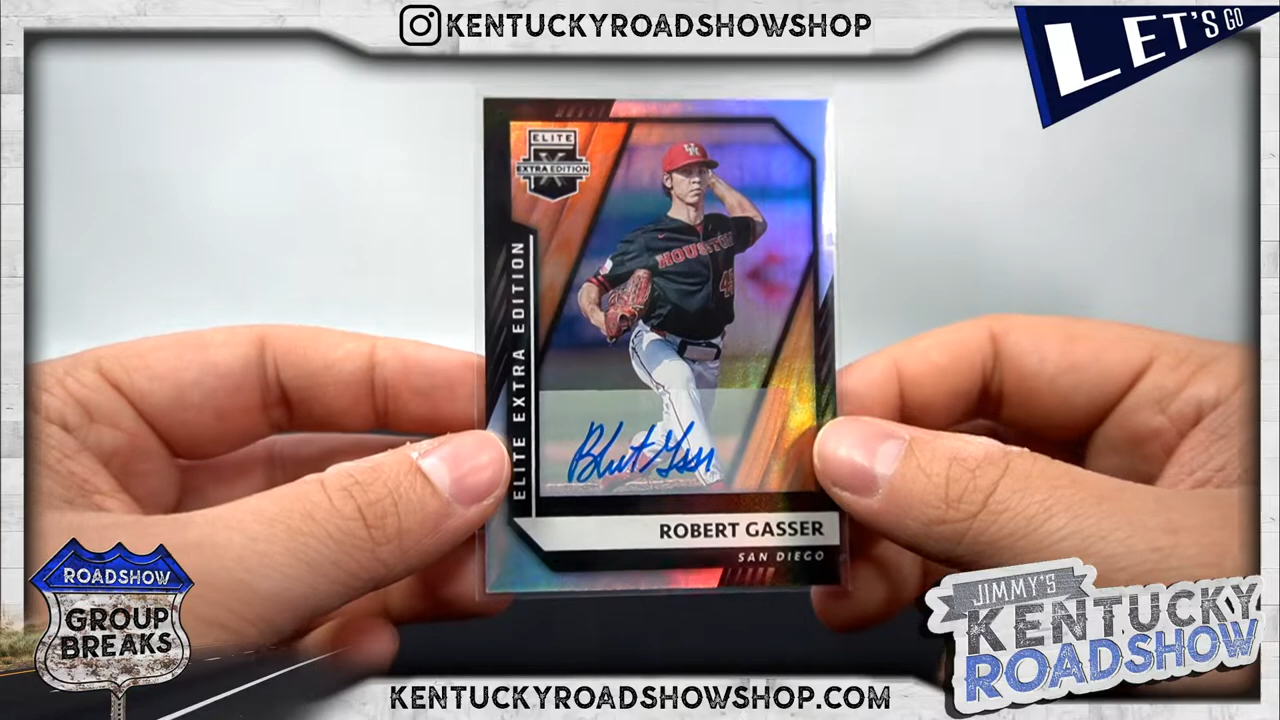 KENTUCKYROADSHOWSHOP
LET'S GO
ELITE
EXTRA EDITION
X
UH
HOUSTON
ELITE EXTRA EDITION
ROBERT GASSER
SAN DIEGO
ROADSHOW
GROUP
BREAKS
JIMMY'S
KENTUCKY
ROADSHOW
KENTUCKYROADSHOWSHOP.COM